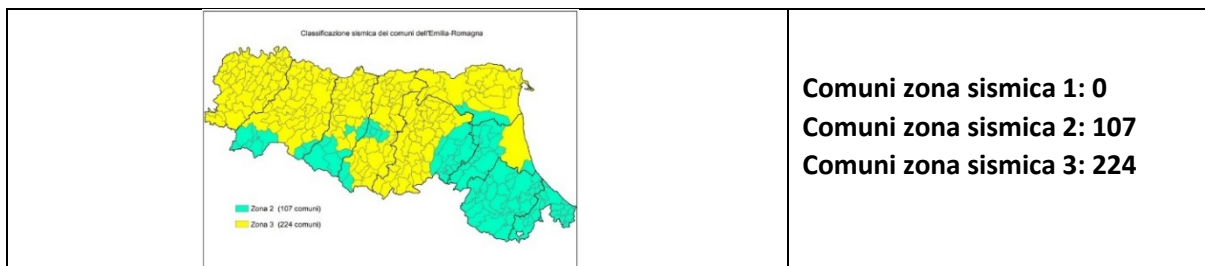 Classificazione sismica dei comuni dell'Emilia-Romagna
Zona 2 (107 comuni)
Zona 3 (224 comuni)
Comuni zona sismica 1: 0
Comuni zona sismica 2: 107
Comuni zona sismica 3: 224